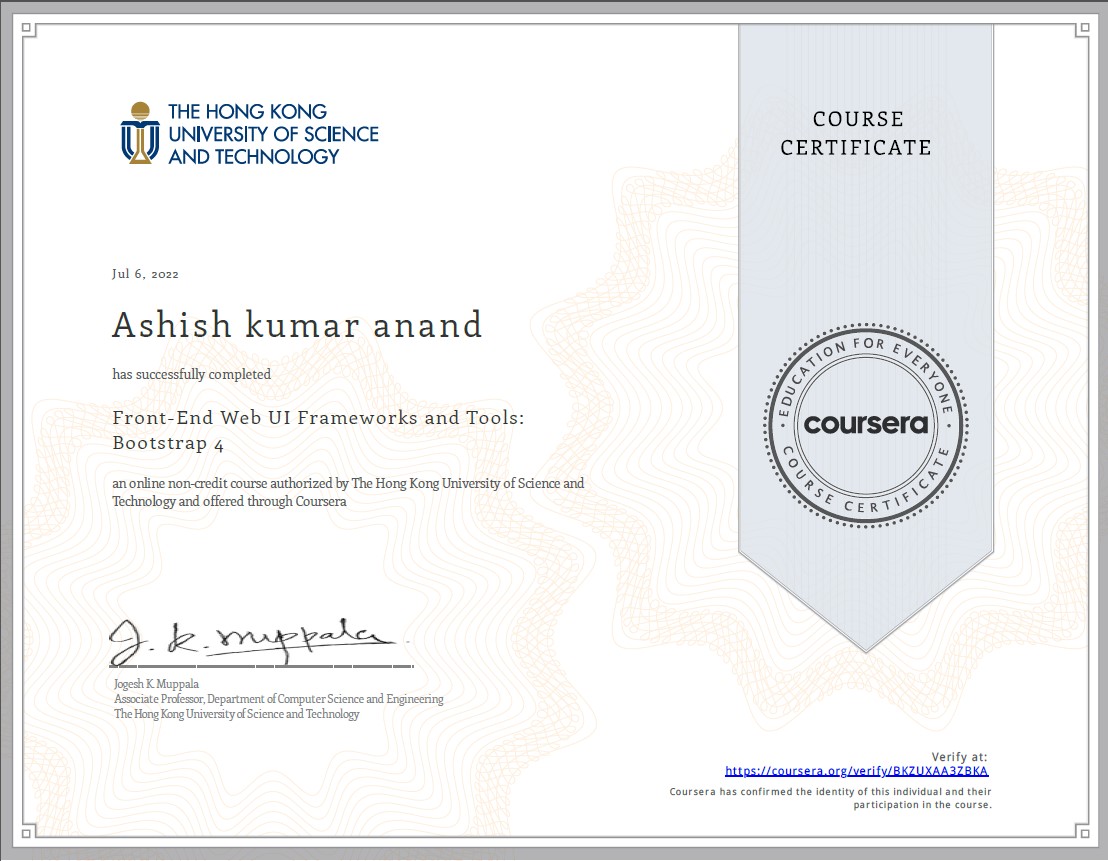 THE HONG KONG
UNIVERSITY OF SCIENCE
AND TECHNOLOGY
COURSE
CERTIFICATE
Jul 6, 2022
Ashish kumar anand
has successfully completed
Front-End Web UI Frameworks and Tools:
Bootstrap 4
an online non-credit course authorized by The Hong Kong University of Science and
Technology and offered through Coursera
EDUCATION FOR EVERYONE
coursera
COURSE CERTIFICATE
J. K. Muppala
Jogesh K Muppala
Associate Professor, Department of Computer Science and Engineering
The Hong Kong University of Science and Technology
Verify at:
https://coursera.org/verify/BKZUXAA3ZBKA
Coursera has confirmed the identity of this individual and their
participation in the course.